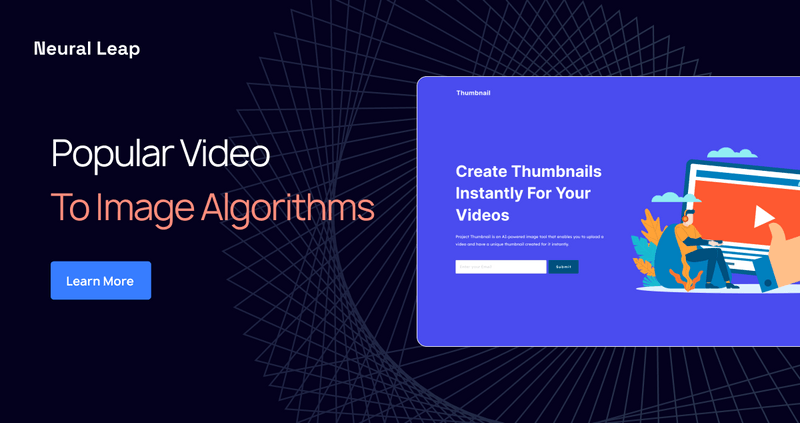 Neural Leap
Popular Video
To Image Algorithms
Learn More
Thumbnail
Create Thumbnails
Instantly For Your
Videos
Project Thumbnail is an AI-powered image tool that enables you to upload a
video and have a unique thumbnail created for it instantly.
Submit